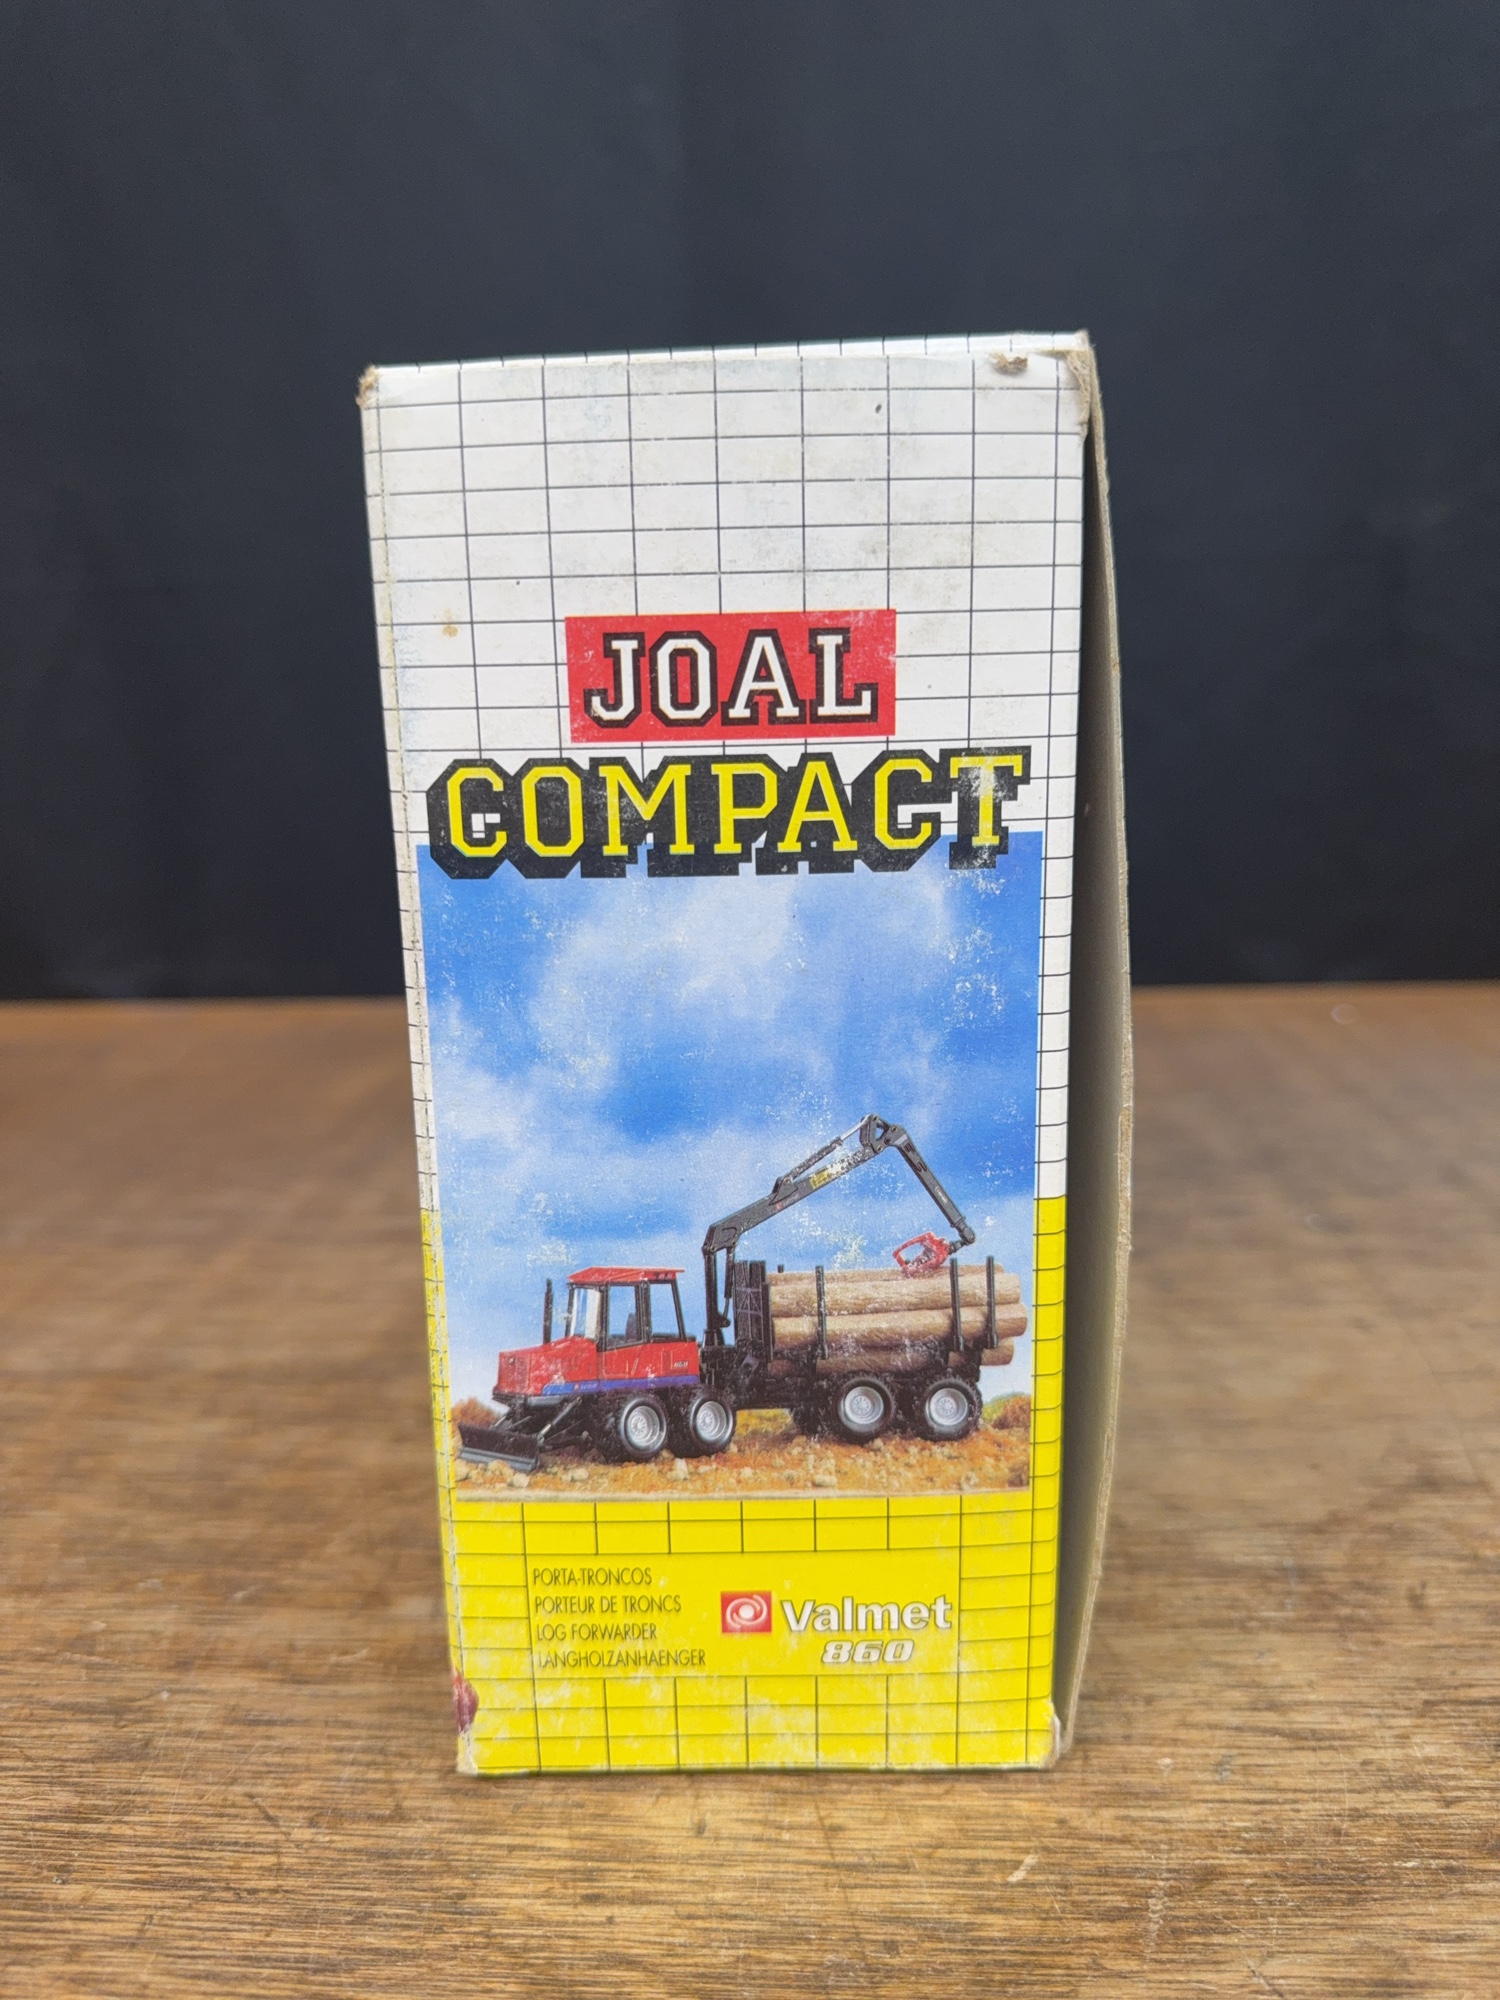 JOAL
COMPACT
PORTA-TRONCOS
PORTEUR DE TRONCS
LOG FORWARDER
LANGHOLZANHAENGER
Valmet
860